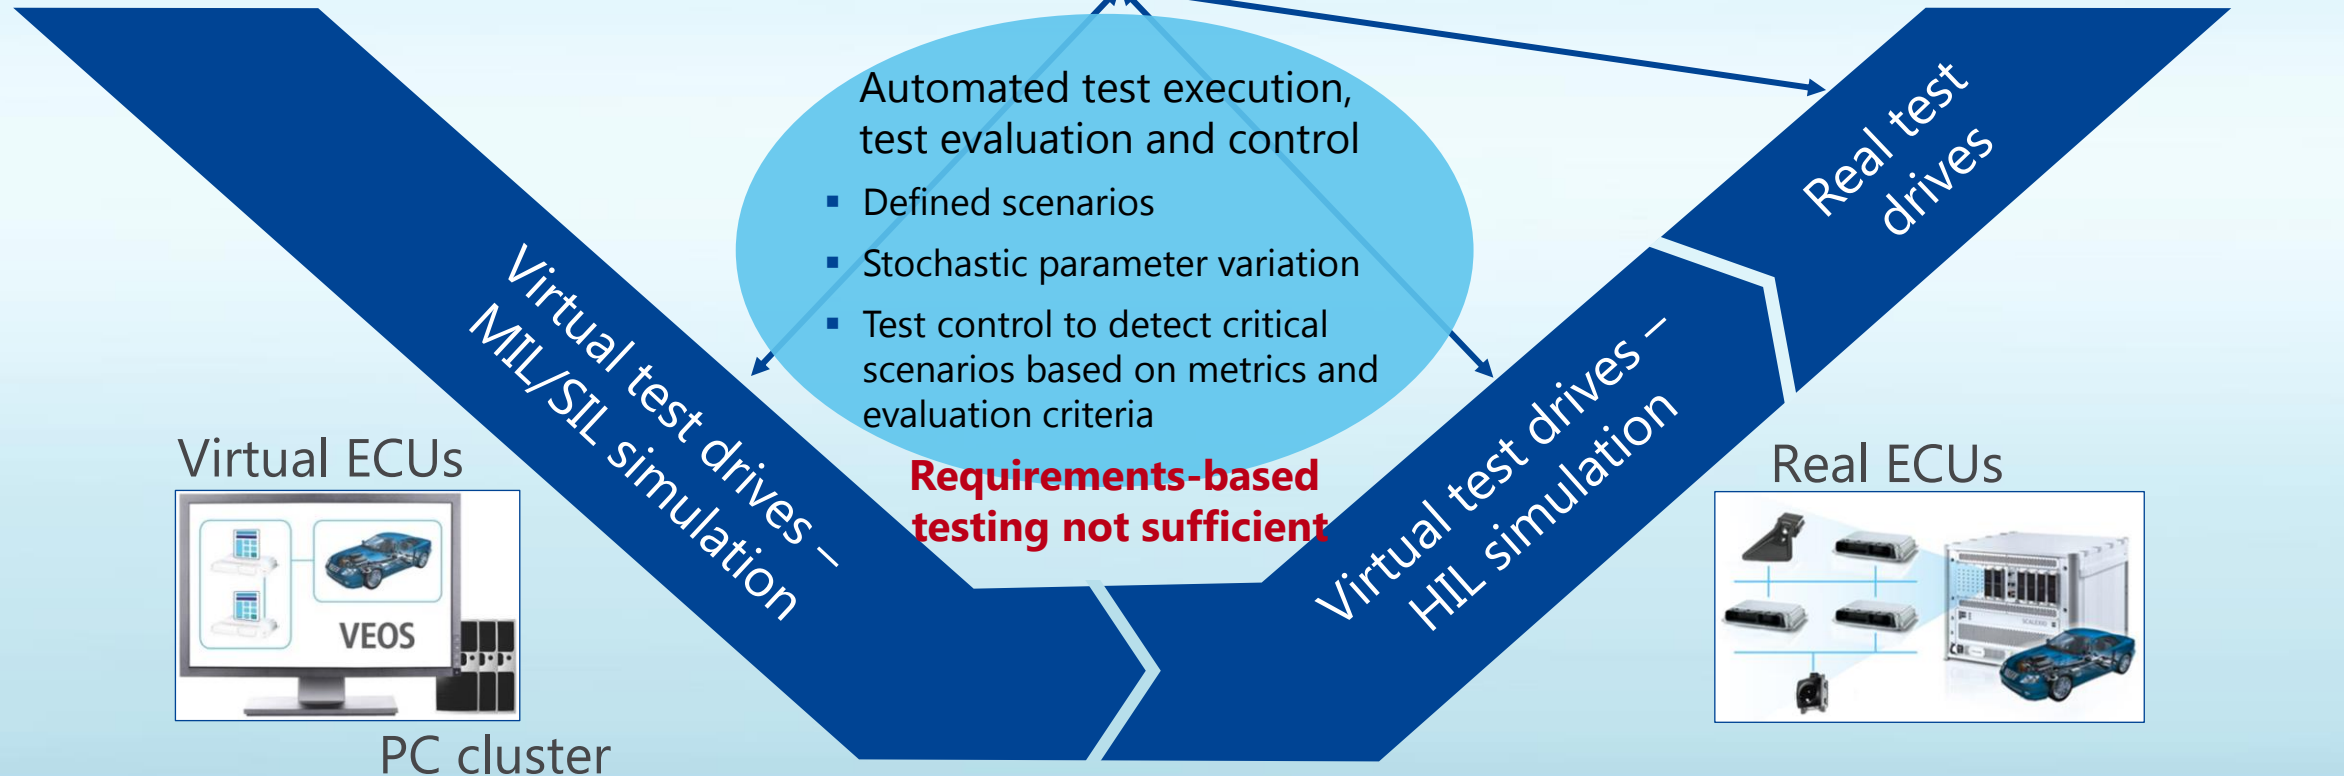 Automated test execution,
test evaluation and control
▪ Defined scenarios
▪ Stochastic parameter variation
▪ Test control to detect critical
scenarios based on metrics and
evaluation criteria
Requirements-based
testing not sufficient
Virtual test drives –
MIL/SIL simulation
Virtual test drives –
HIL simulation
Real test
drives
Virtual ECUs
VEOS
PC cluster
Real ECUs
SCALEXIO